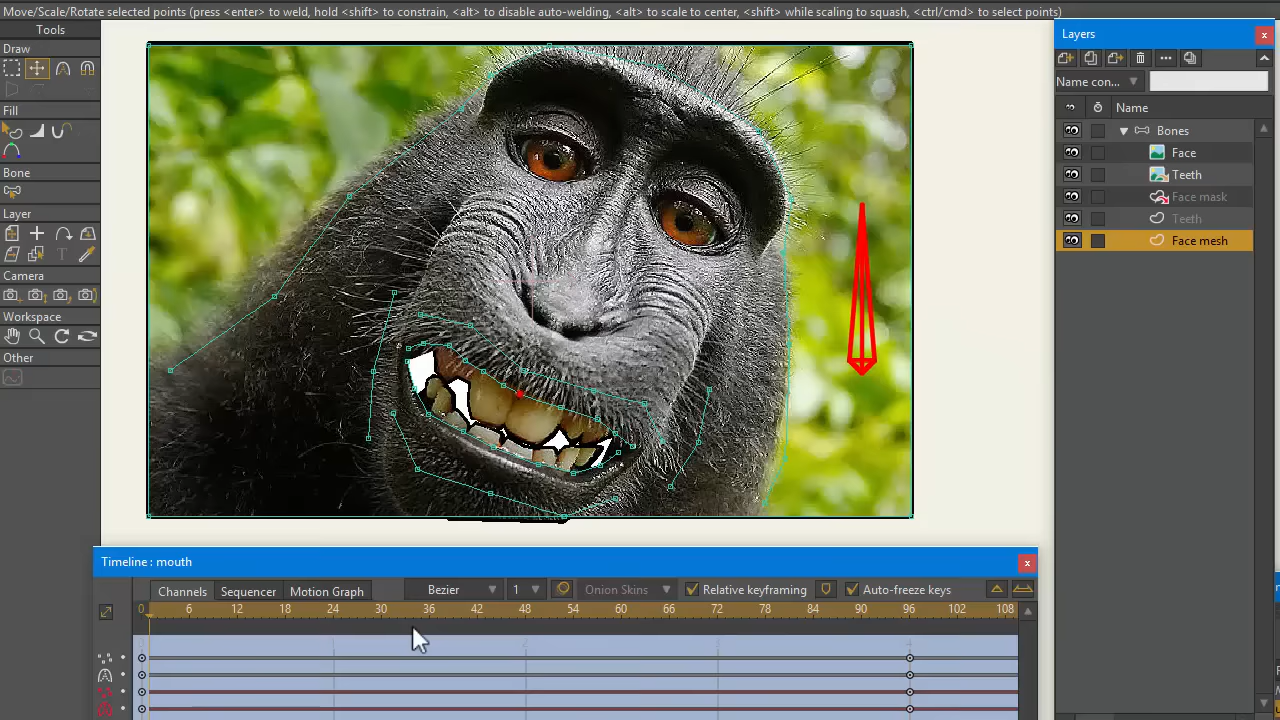 Move/Scale/Rotate selected points (press <enter> to weld, hold <shift> to constrain, <alt> to disable auto-welding, <alt> to scale to center, <shift> while scaling to squash, <ctrl/cmd> to select points)
Tools
Draw
Fill
Bone
Layer
Camera
Workspace
Other
Layers x
Name con...
Name
Bones
Face
Teeth
Face mask
Teeth
Face mesh
Timeline : mouth x
Channels Sequencer Motion Graph Bezier 1 Onion Skins Relative keyframing Auto-freeze keys
0 6 12 18 24 30 36 42 48 54 60 66 72 78 84 90 96 102 108